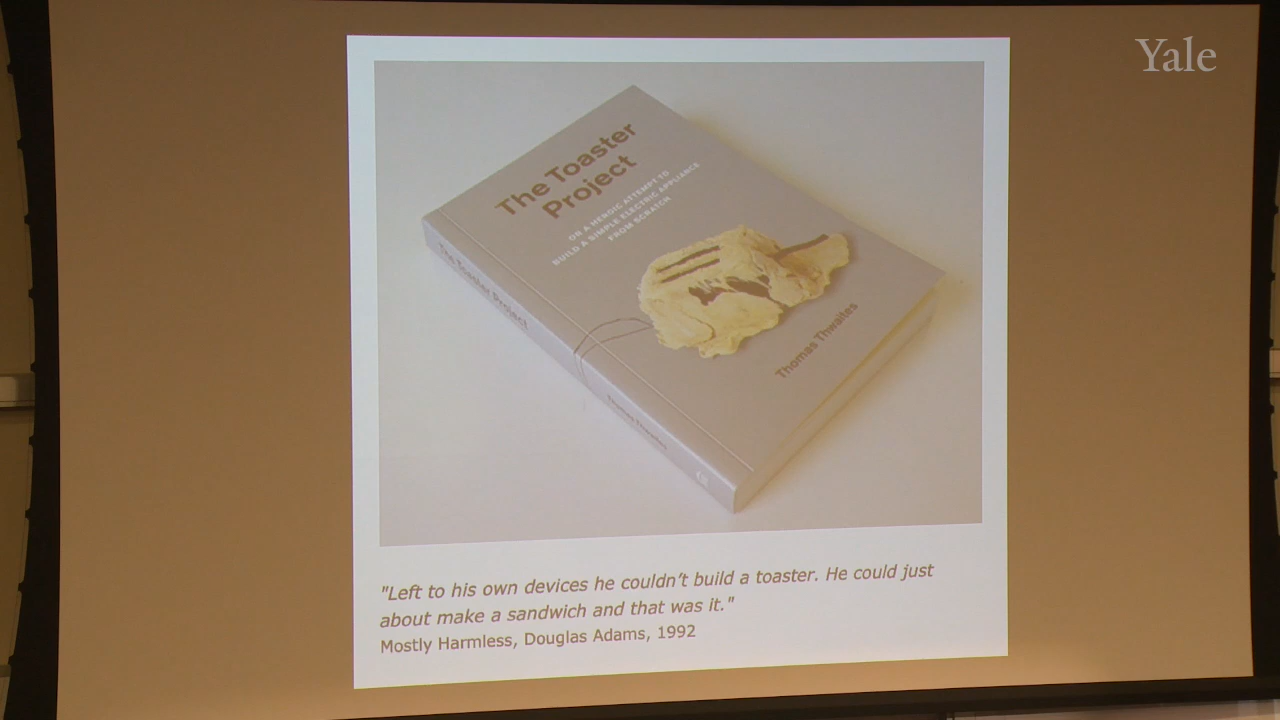 Yale
The Toaster
Project
OR A HEROIC ATTEMPT TO
BUILD A SIMPLE ELECTRIC APPLIANCE
FROM SCRATCH
Thomas Thwaites
The Toaster Project
Thomas Thwaites
"Left to his own devices he couldn't build a toaster. He could just
about make a sandwich and that was it."
Mostly Harmless, Douglas Adams, 1992